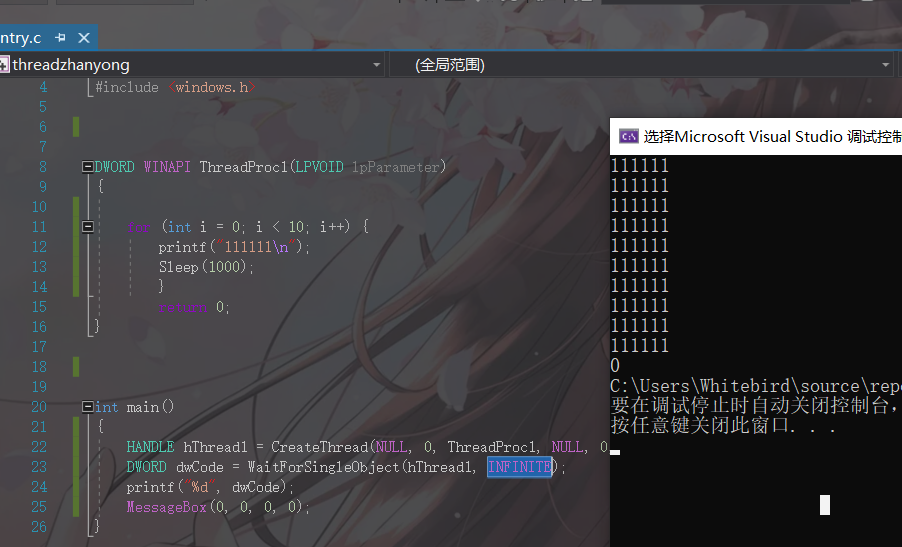 ntry.c
threadzhanyong
(全局范围)
4 #include <windows.h>
5
6
7
8 DWORD WINAPI ThreadProc1(LPVOID lpParameter)
9 {
10
11 (int i = 0; i < 10; i++) {
12 printf("111111\n");
13 Sleep(1000);
14 }
15 return 0;
16 }
17
18
19
20 int main()
21 {
22 HANDLE hThread1 = CreateThread(NULL, 0, ThreadProc1, NULL, 0
23 DWORD dwCode = WaitForSingleObject(hThread1, INFINITE);
24 printf("%d", dwCode);
25 MessageBox(0, 0, 0, 0);
26 }
C:\ 选择Microsoft Visual Studio 调试控制
111111
111111
111111
111111
111111
111111
111111
111111
111111
111111
0
C:\Users\Whitebird\source\repo
要在调试停止时自动关闭控制台,
按任意键关闭此窗口. . .